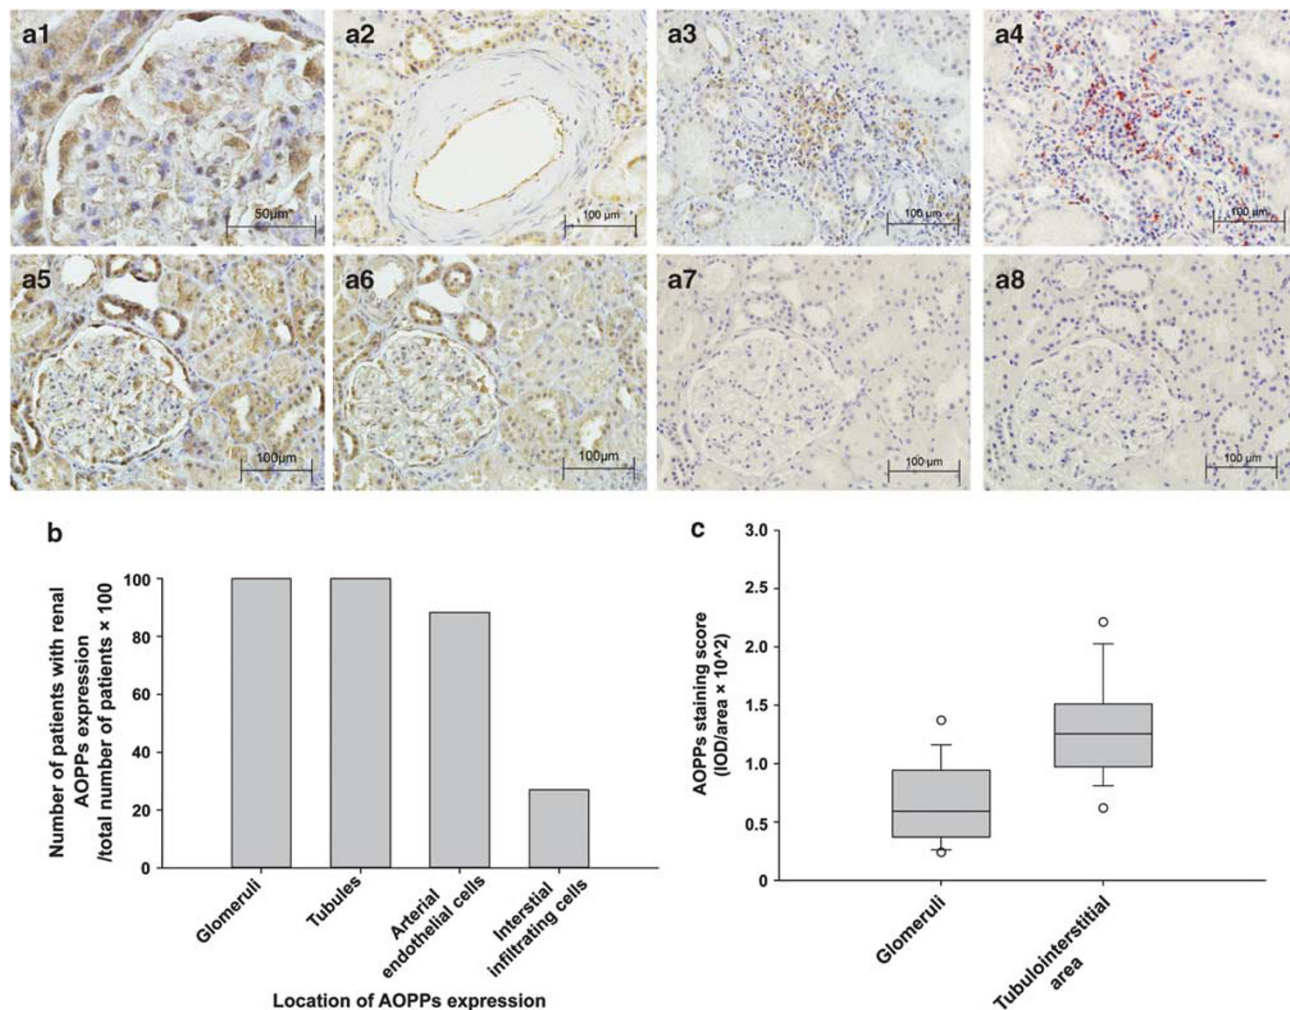 a1
a2
a3
a4
50µm
100 µm
100 µm
100 µm
a5
a6
a7
a8
100µm
100µm
100 µm
100 µm
b
Number of patients with renal
AOPPs expression
/total number of patients × 100
100
80
60
40
20
0
Glomeruli
Tubules
Arterial
endothelial cells
Interstial
infiltrating cells
Location of AOPPs expression
c
AOPPs staining score
(IOD/area × 10^2)
3.0
2.5
2.0
1.5
1.0
0.5
0
Glomeruli
Tubulointerstitial
area